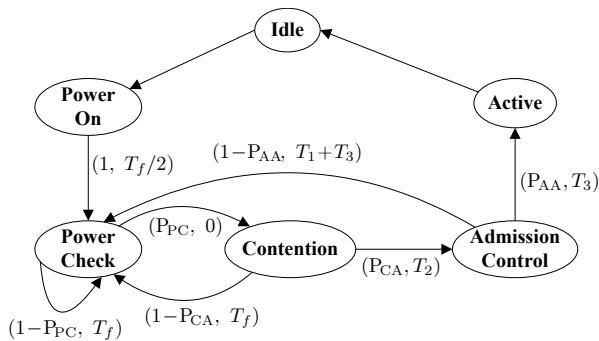 Idle
Power
On
Active
(1, T_f/2)
(1−P_AA, T_1+T_3)
(P_AA, T_3)
(P_PC, 0)
Power
Check
Contention
Admission
Control
(P_CA, T_2)
(1−P_CA, T_f)
(1−P_PC, T_f)